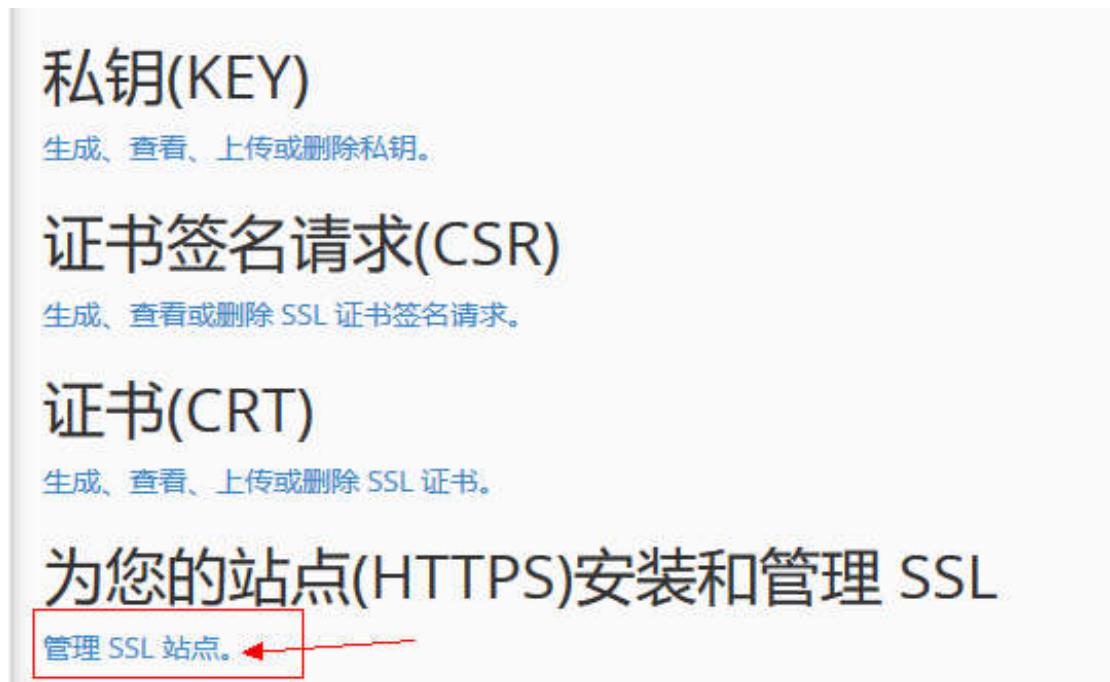 私钥(KEY)
生成、查看、上传或删除私钥。
证书签名请求(CSR)
生成、查看或删除 SSL 证书签名请求。
证书(CRT)
生成、查看、上传或删除 SSL 证书。
为您的站点(HTTPS)安装和管理 SSL
管理 SSL 站点。